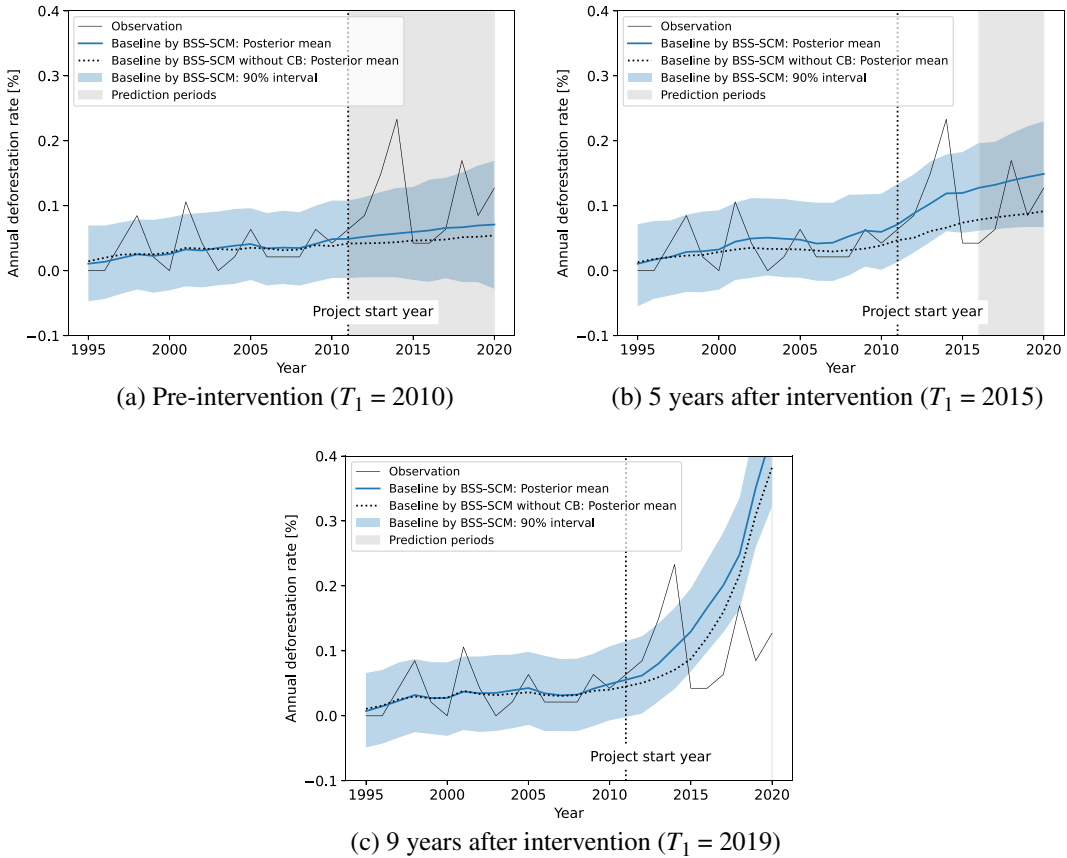 0.4
0.3
0.2
0.1
0.0
−0.1
Annual deforestation rate [%]
Observation
Baseline by BSS-SCM: Posterior mean
Baseline by BSS-SCM without CB: Posterior mean
Baseline by BSS-SCM: 90% interval
Prediction periods
Project start year
1995 2000 2005 2010 2015 2020
Year
(a) Pre-intervention (T1 = 2010)
0.4
0.3
0.2
0.1
0.0
−0.1
Annual deforestation rate [%]
Observation
Baseline by BSS-SCM: Posterior mean
Baseline by BSS-SCM without CB: Posterior mean
Baseline by BSS-SCM: 90% interval
Prediction periods
Project start year
1995 2000 2005 2010 2015 2020
Year
(b) 5 years after intervention (T1 = 2015)
0.4
0.3
0.2
0.1
0.0
−0.1
Annual deforestation rate [%]
Observation
Baseline by BSS-SCM: Posterior mean
Baseline by BSS-SCM without CB: Posterior mean
Baseline by BSS-SCM: 90% interval
Prediction periods
Project start year
1995 2000 2005 2010 2015 2020
Year
(c) 9 years after intervention (T1 = 2019)